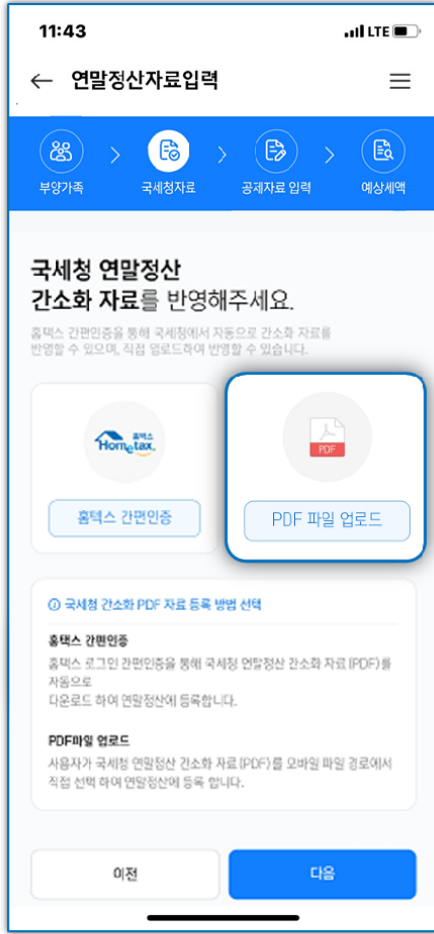 11:43
LTE
← 연말정산자료입력
부양가족 > 국세청자료 > 공제자료 입력 > 예상세액
국세청 연말정산
간소화 자료를 반영해주세요.
홈택스 간편인증을 통해 국세청에서 자동으로 간소화 자료를
반영할 수 있으며, 직접 업로드하여 반영할 수 있습니다.
홈택스
Hometax.
PDF
홈텍스 간편인증
PDF 파일 업로드
국세청 간소화 PDF 자료 등록 방법 선택
홈택스 간편인증
홈텍스 로그인 간편인증을 통해 국세청 연말정산 간소화 자료(PDF)를
자동으로
다운로드 하여 연말정산에 등록합니다.
PDF파일 업로드
사용자가 국세청 연말정산 간소화 자료(PDF)를 모바일 파일 경로에서
직접 선택 하여 연말정산에 등록 합니다.
이전
다음